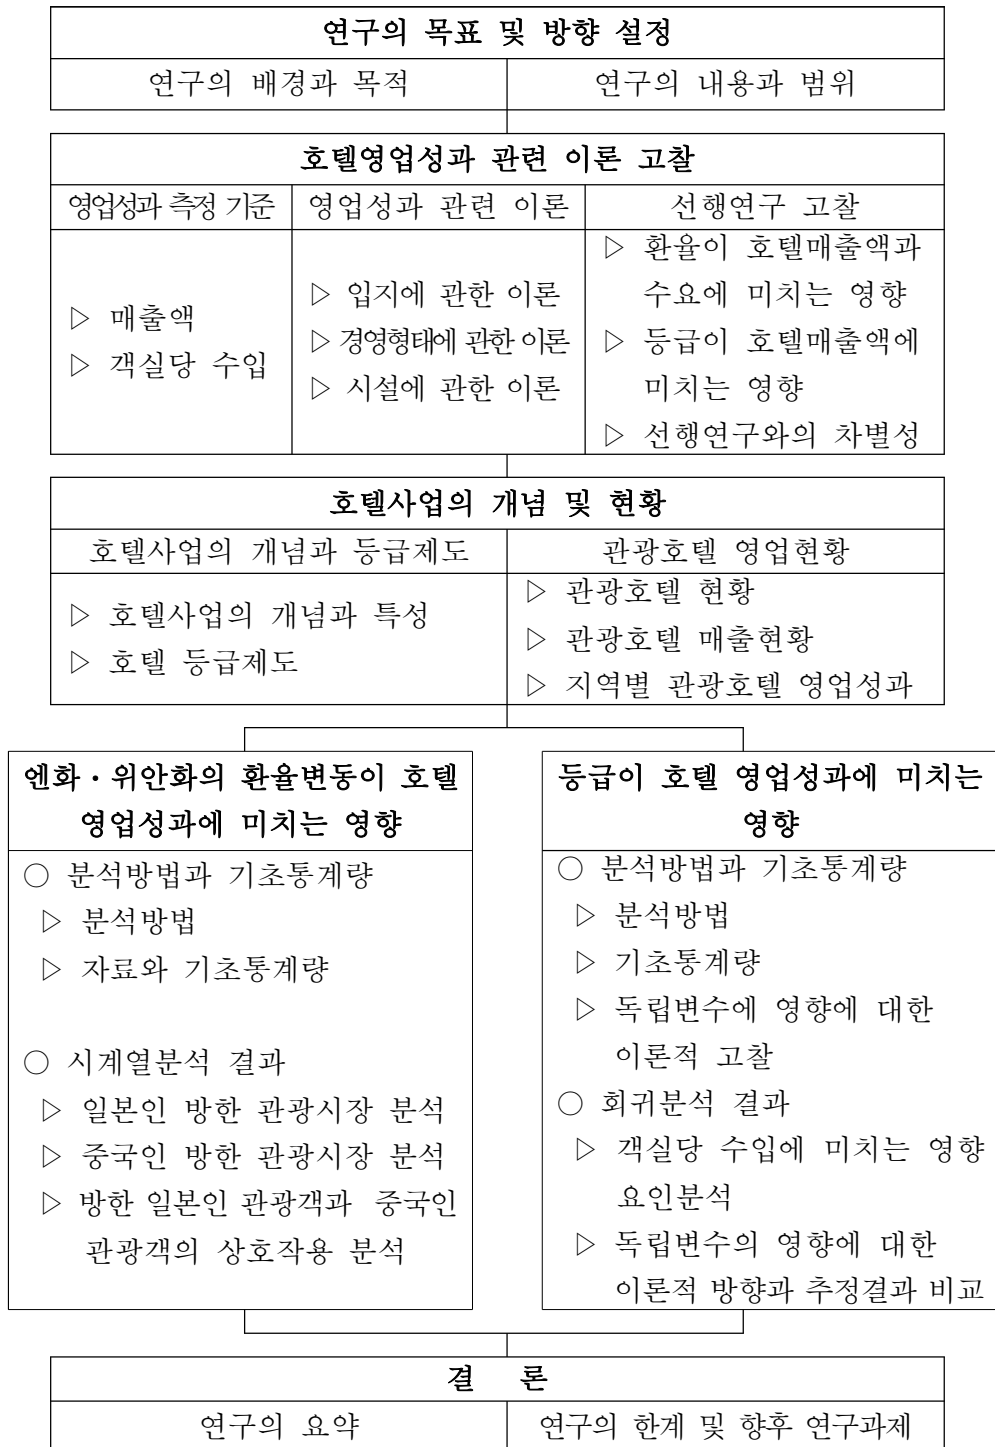 연구의 목표 및 방향 설정
연구의 배경과 목적
연구의 내용과 범위
호텔영업성과 관련 이론 고찰
영업성과 측정 기준
영업성과 관련 이론
선행연구 고찰
▷ 매출액
▷ 객실당 수입
▷ 입지에 관한 이론
▷ 경영형태에 관한 이론
▷ 시설에 관한 이론
▷ 환율이 호텔매출액과
수요에 미치는 영향
▷ 등급이 호텔매출액에
미치는 영향
▷ 선행연구와의 차별성
호텔사업의 개념 및 현황
호텔사업의 개념과 등급제도
관광호텔 영업현황
▷ 호텔사업의 개념과 특성
▷ 호텔 등급제도
▷ 관광호텔 현황
▷ 관광호텔 매출현황
▷ 지역별 관광호텔 영업성과
엔화·위안화의 환율변동이 호텔
영업성과에 미치는 영향
○ 분석방법과 기초통계량
▷ 분석방법
▷ 자료와 기초통계량
○ 시계열분석 결과
▷ 일본인 방한 관광시장 분석
▷ 중국인 방한 관광시장 분석
▷ 방한 일본인 관광객과 중국인
관광객의 상호작용 분석
등급이 호텔 영업성과에 미치는
영향
○ 분석방법과 기초통계량
▷ 분석방법
▷ 기초통계량
▷ 독립변수에 영향에 대한
이론적 고찰
○ 회귀분석 결과
▷ 객실당 수입에 미치는 영향
요인분석
▷ 독립변수의 영향에 대한
이론적 방향과 추정결과 비교
결 론
연구의 요약
연구의 한계 및 향후 연구과제